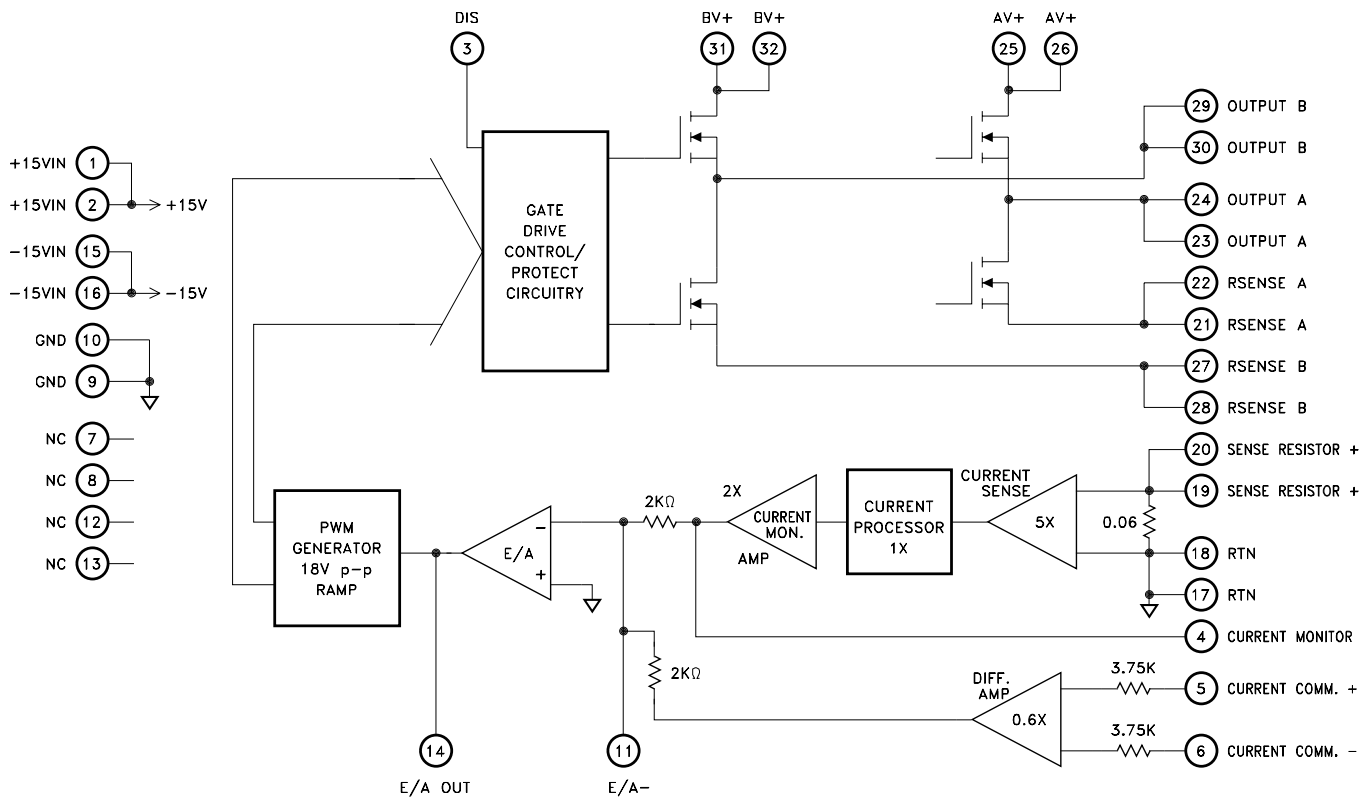 DIS
3
BV+ BV+
31 32
AV+ AV+
25 26
29 OUTPUT B
30 OUTPUT B
24 OUTPUT A
23 OUTPUT A
22 RSENSE A
21 RSENSE A
27 RSENSE B
28 RSENSE B
20 SENSE RESISTOR +
19 SENSE RESISTOR +
18 RTN
17 RTN
4 CURRENT MONITOR
5 CURRENT COMM. +
6 CURRENT COMM. -
+15VIN 1
+15VIN 2 +15V
-15VIN 15
-15VIN 16 -15V
GND 10
GND 9
NC 7
NC 8
NC 12
NC 13
GATE
DRIVE
CONTROL/
PROTECT
CIRCUITRY
PWM
GENERATOR
18V p-p
RAMP
E/A
-
+
2KΩ
2X
CURRENT
MON.
AMP
CURRENT
PROCESSOR
1X
CURRENT
SENSE
5X
0.06
2KΩ
DIFF.
AMP
0.6X
3.75K
3.75K
14
E/A OUT
11
E/A-